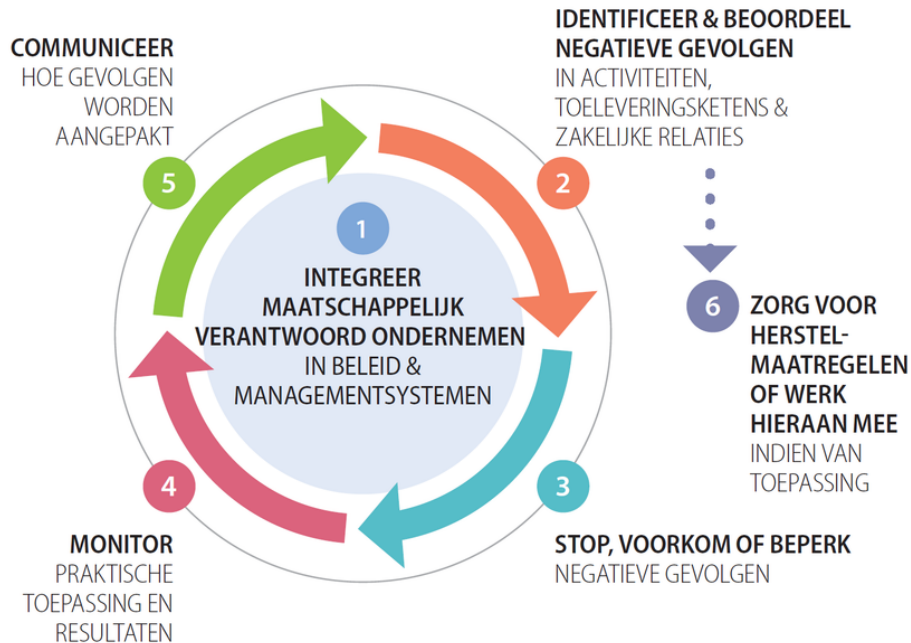 1
INTEGREER
MAATSCHAPPELIJK
VERANTWOORD ONDERNEMEN
IN BELEID &
MANAGEMENTSYSTEMEN
2
IDENTIFICEER & BEOORDEEL
NEGATIEVE GEVOLGEN
IN ACTIVITEITEN,
TOELEVERINGSKETENS &
ZAKELIJKE RELATIES
3
STOP, VOORKOM OF BEPERK
NEGATIEVE GEVOLGEN
4
MONITOR
PRAKTISCHE
TOEPASSING EN
RESULTATEN
5
COMMUNICEER
HOE GEVOLGEN
WORDEN
AANGEPAKT
6
ZORG VOOR
HERSTEL-
MAATREGELEN
OF WERK
HIERAAN MEE
INDIEN VAN
TOEPASSING